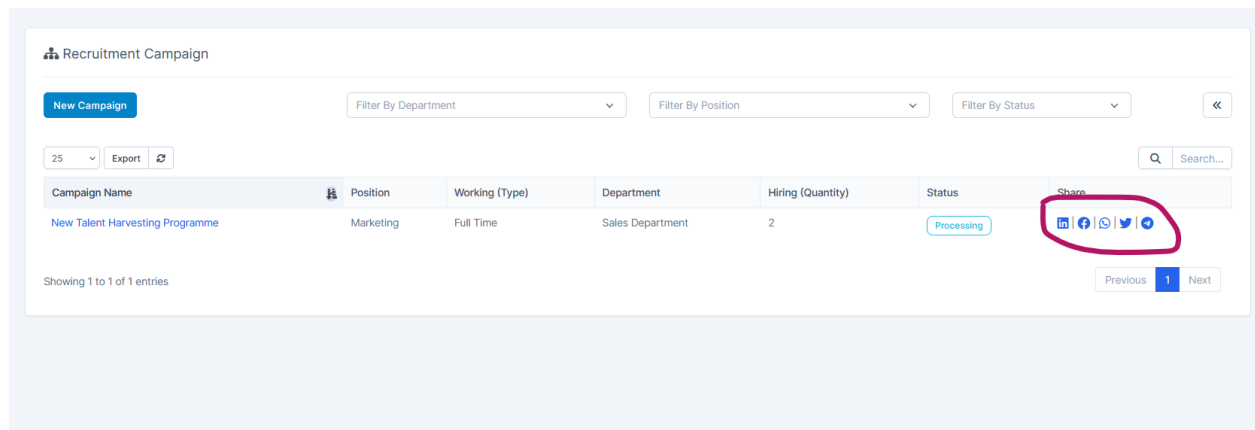 Recruitment Campaign
New Campaign Filter By Department Filter By Position Filter By Status
25 Export Search...
Campaign Name Position Working (Type) Department Hiring (Quantity) Status Share
New Talent Harvesting Programme Marketing Full Time Sales Department 2 Processing
Showing 1 to 1 of 1 entries Previous 1 Next